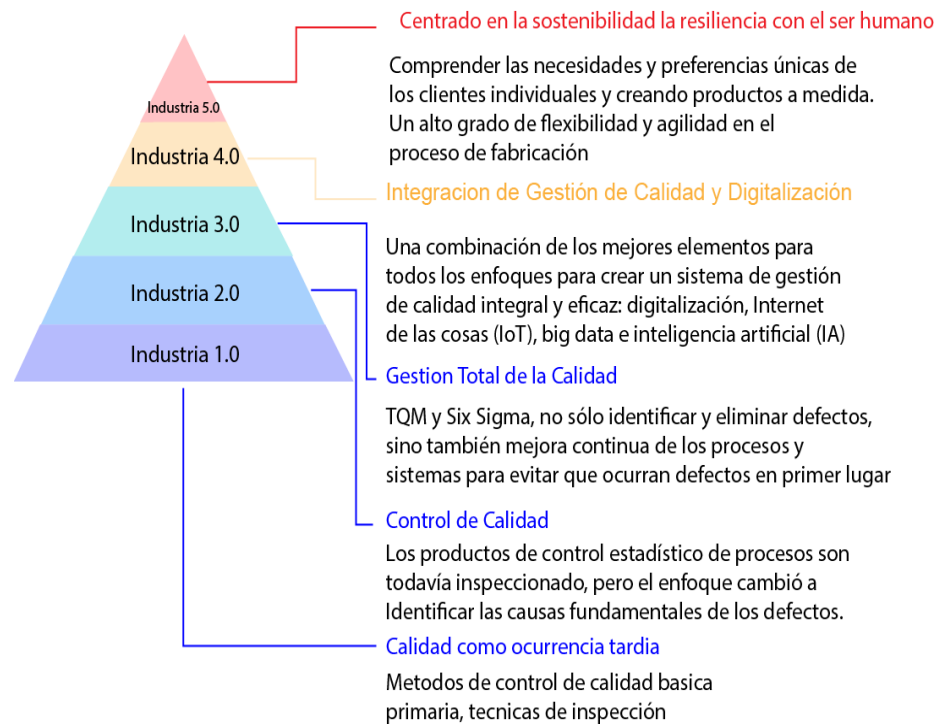 Centrado en la sostenibilidad la resiliencia con el ser humano
Comprender las necesidades y preferencias únicas de
los clientes individuales y creando productos a medida.
Un alto grado de flexibilidad y agilidad en el
proceso de fabricación
Industria 5.0
Industria 4.0
Integracion de Gestión de Calidad y Digitalización
Industria 3.0
Una combinación de los mejores elementos para
todos los enfoques para crear un sistema de gestión
de calidad integral y eficaz: digitalización, Internet
de las cosas (IoT), big data e inteligencia artificial (IA)
Industria 2.0
Industria 1.0
Gestion Total de la Calidad
TQM y Six Sigma, no sólo identificar y eliminar defectos,
sino también mejora continua de los procesos y
sistemas para evitar que ocurran defectos en primer lugar
Control de Calidad
Los productos de control estadístico de procesos son
todavía inspeccionado, pero el enfoque cambió a
Identificar las causas fundamentales de los defectos.
Calidad como ocurrencia tardia
Metodos de control de calidad basica
primaria, tecnicas de inspección